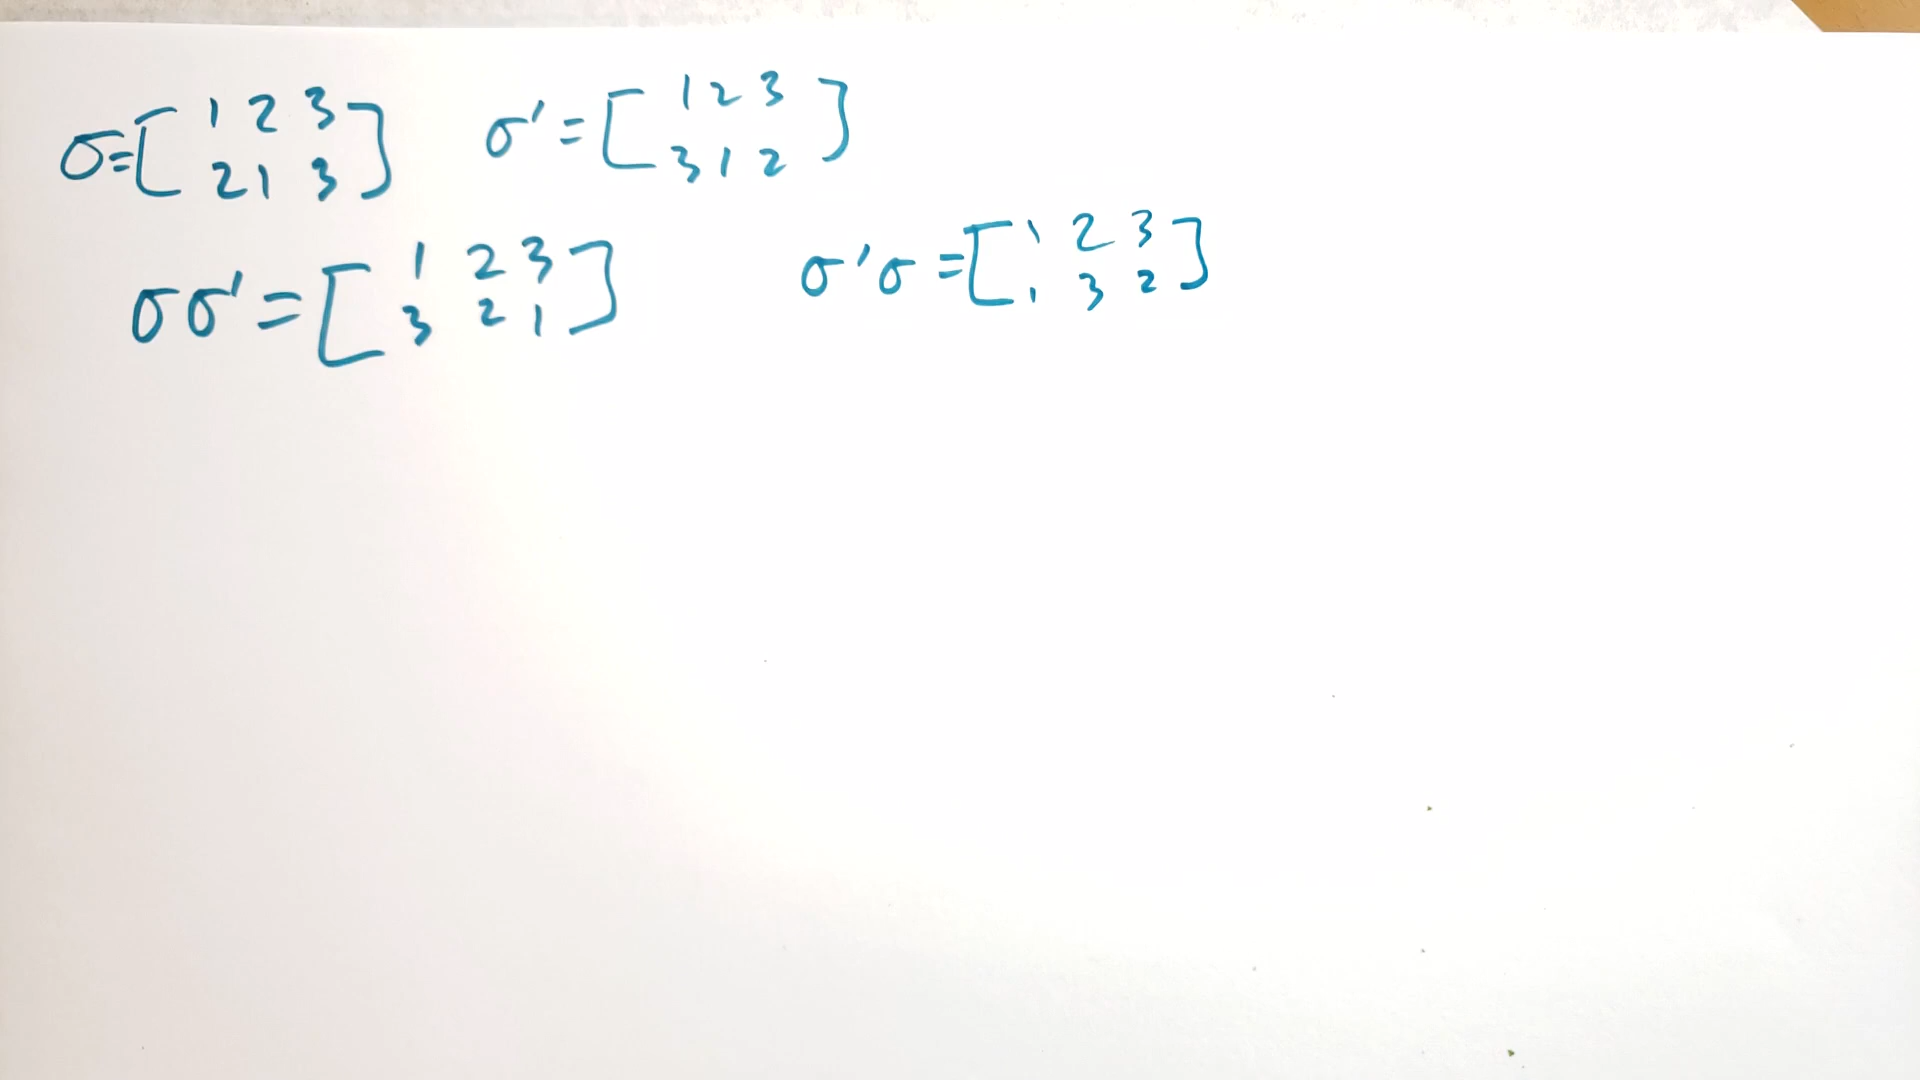 σ=[ 1 2 3 ] σ'=[ 1 2 3 ]
2 1 3 3 1 2
σσ'=[ 1 2 3 ] σ'σ=[ 1 2 3 ]
3 2 1 1 3 2